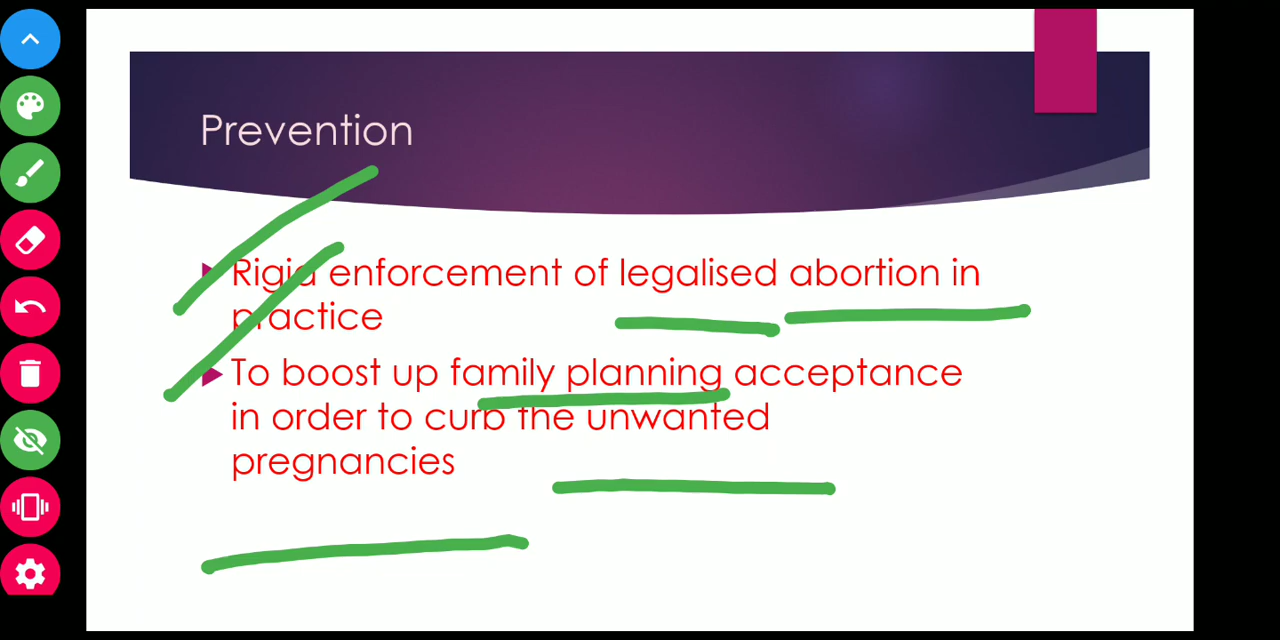 Prevention
Rigid enforcement of legalised abortion in
practice
To boost up family planning acceptance
in order to curb the unwanted
pregnancies